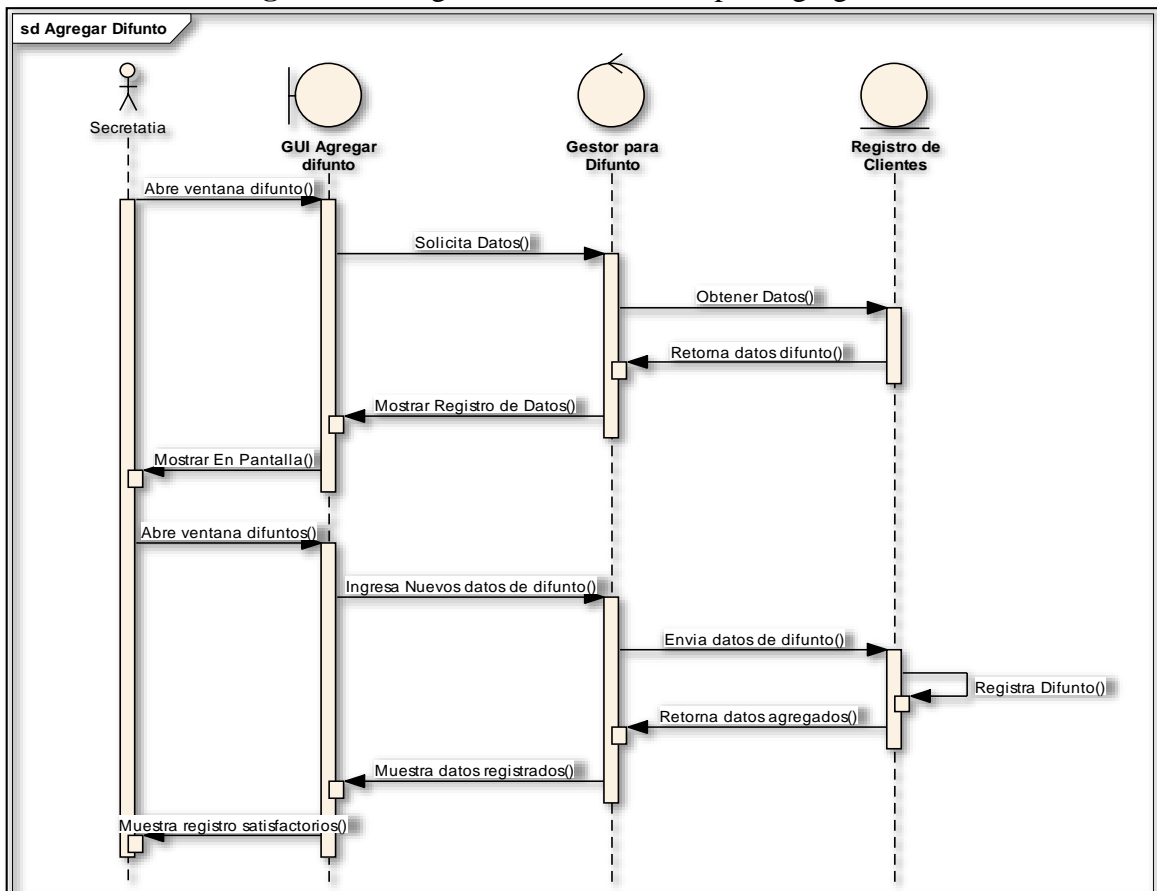 sd Agregar Difunto
Secretatia
GUI Agregar
difunto
Gestor para
Difunto
Registro de
Clientes
Abre ventana difunto()
Solicita Datos()
Obtener Datos()
Retorna datos difunto()
Mostrar Registro de Datos()
Mostrar En Pantalla()
Abre ventana difuntos()
Ingresa Nuevos datos de difunto()
Envia datos de difunto()
Registra Difunto()
Retorna datos agregados()
Muestra datos registrados()
Muestra registro satisfactorios()